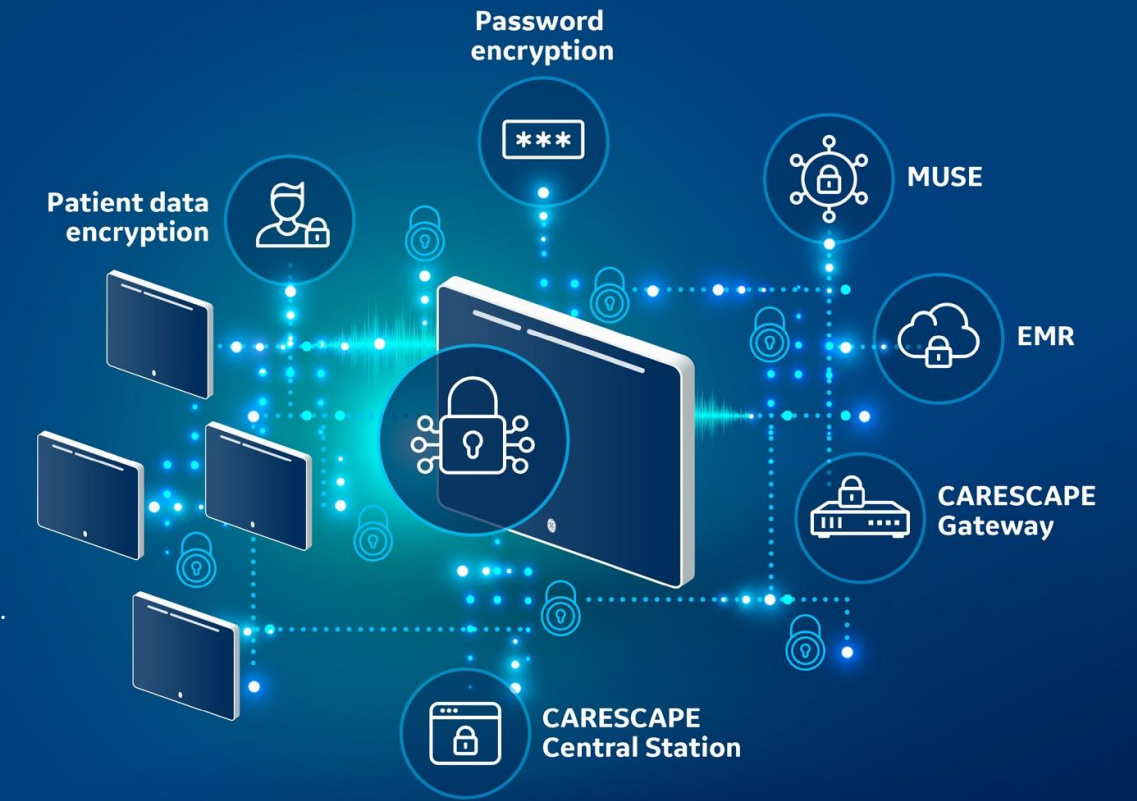 Password
encryption
***
MUSE
Patient data
encryption
EMR
CARESCAPE
Gateway
CARESCAPE
Central Station